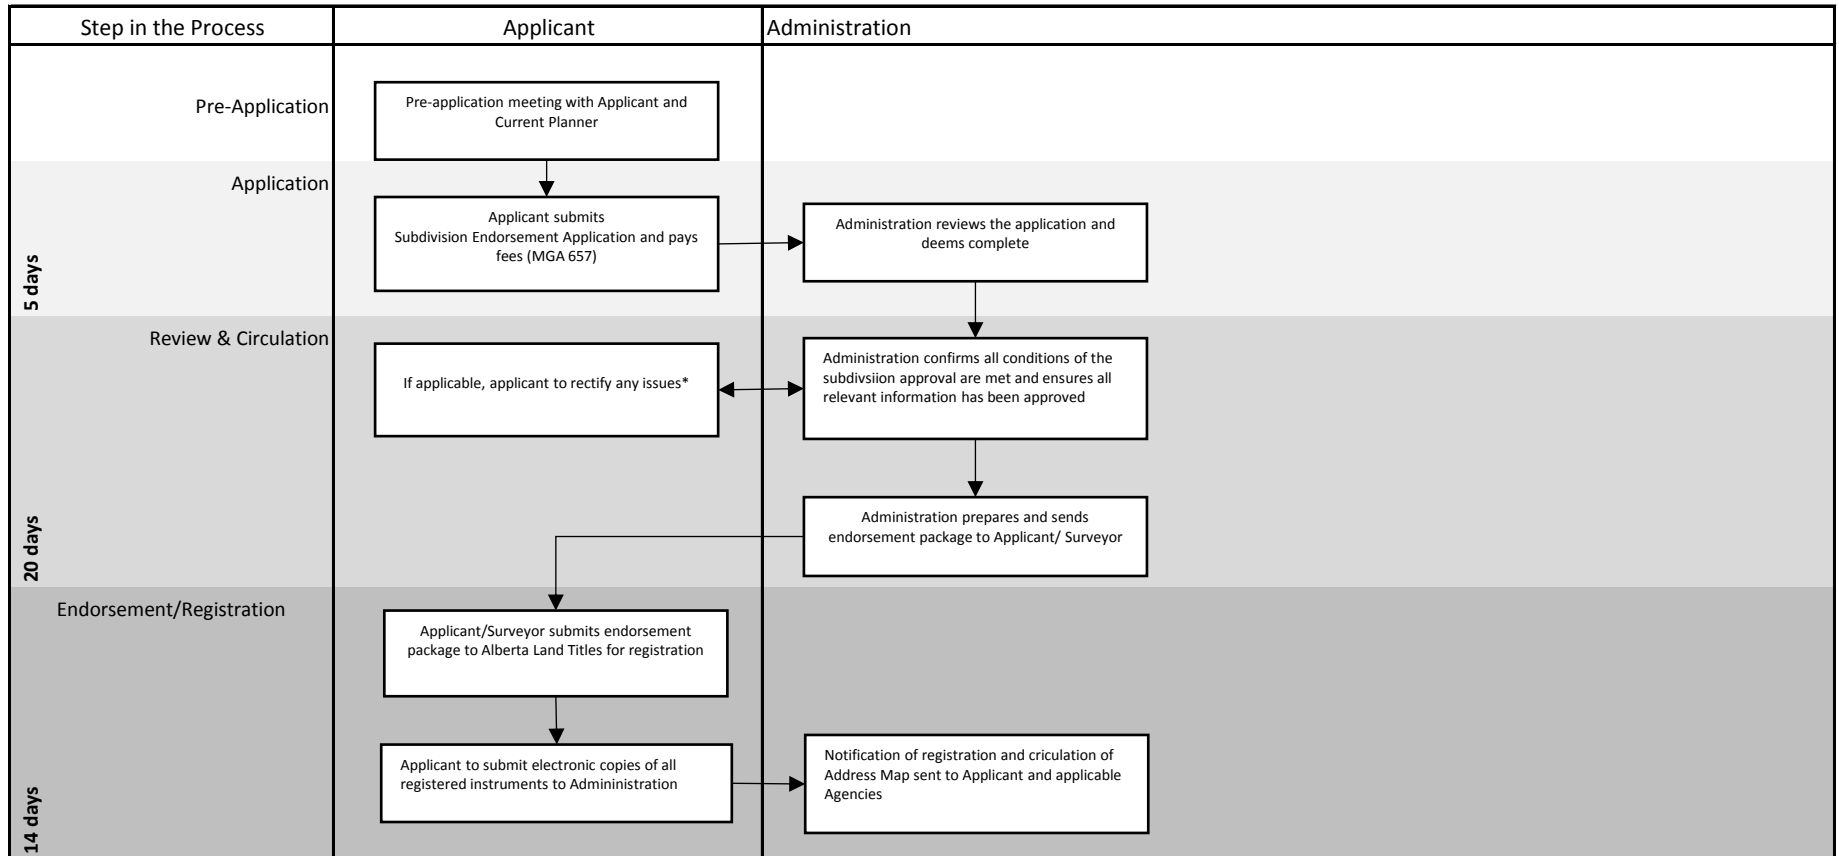 Step in the Process
Applicant
Administration
Pre-Application
Pre-application meeting with Applicant and
Current Planner
Application
5 days
Applicant submits
Subdivision Endorsement Application and pays
fees (MGA 657)
Administration reviews the application and
deems complete
Review & Circulation
20 days
If applicable, applicant to rectify any issues*
Administration confirms all conditions of the
subdivsiion approval are met and ensures all
relevant information has been approved
Administration prepares and sends
endorsement package to Applicant/ Surveyor
Endorsement/Registration
14 days
Applicant/Surveyor submits endorsement
package to Alberta Land Titles for registration
Applicant to submit electronic copies of all
registered instruments to Admininistration
Notification of registration and criculation of
Address Map sent to Applicant and applicable
Agencies